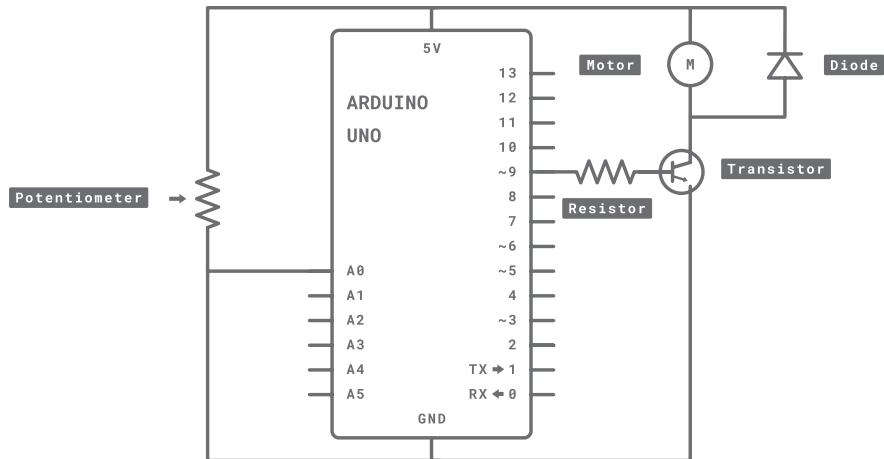 5V
ARDUINO
UNO
13
12
11
10
~9
8
7
~6
~5
4
~3
2
TX → 1
RX ← 0
A0
A1
A2
A3
A4
A5
GND
Potentiometer
Resistor
Motor
M
Diode
Transistor